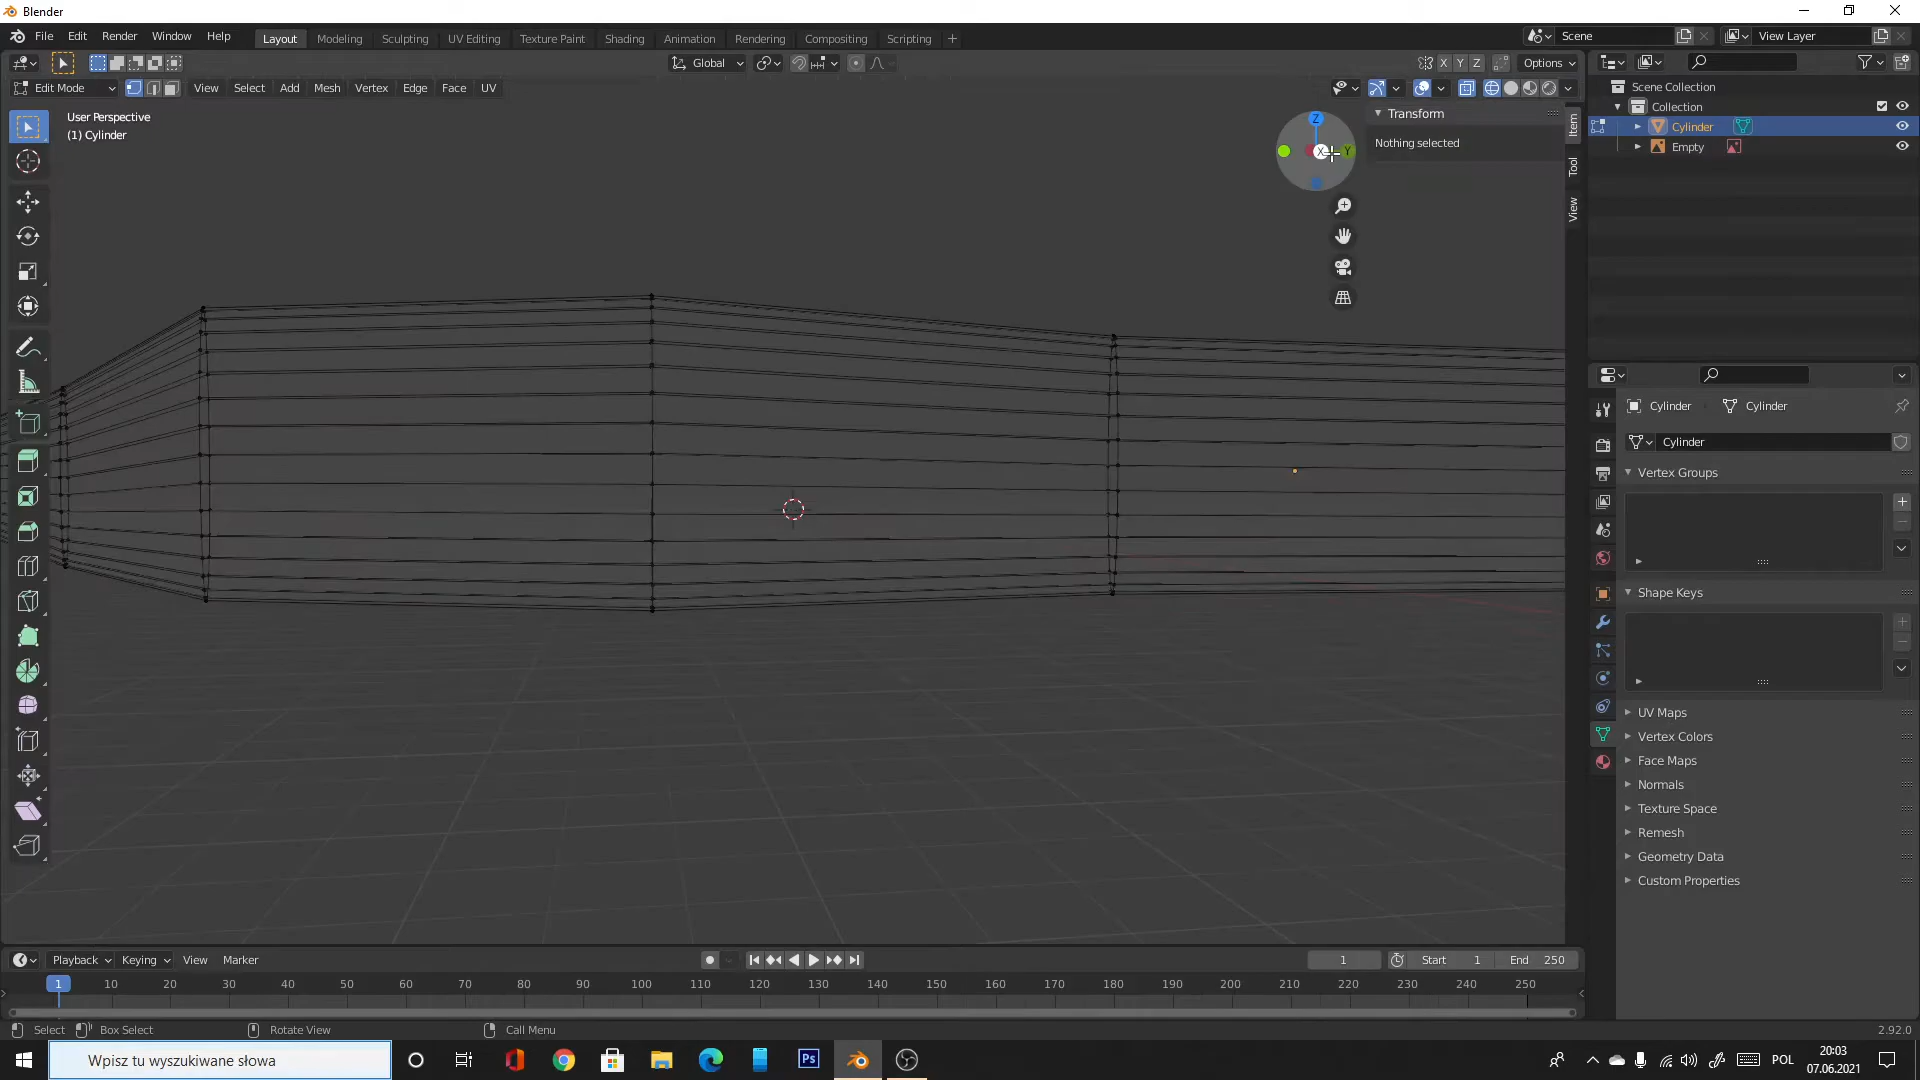 Blender
File Edit Render Window Help
Layout Modeling Sculpting UV Editing Texture Paint Shading Animation Rendering Compositing Scripting +
Scene
View Layer
Global
X Y Z
Options
Edit Mode
View Select Add Mesh Vertex Edge Face UV
User Perspective
(1) Cylinder
Z
X
Y
Transform
Nothing selected
Item
Tool
View
Scene Collection
Collection
Cylinder
Empty
Cylinder
Cylinder
Cylinder
Vertex Groups
Shape Keys
UV Maps
Vertex Colors
Face Maps
Normals
Texture Space
Remesh
Geometry Data
Custom Properties
Playback Keying View Marker
1
Start 1
End 250
1 10 20 30 40 50 60 70 80 90 100 110 120 130 140 150 160 170 180 190 200 210 220 230 240 250
Select
Box Select
Rotate View
Call Menu
2.92.0
Wpisz tu wyszukiwane słowa
Ps
POL
20:03
07.06.2021